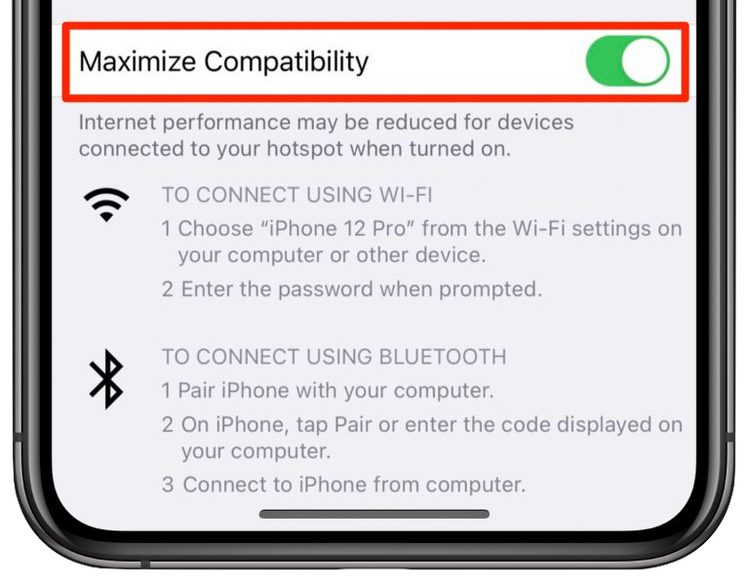 Maximize Compatibility
Internet performance may be reduced for devices
connected to your hotspot when turned on.
TO CONNECT USING WI-FI
1 Choose “iPhone 12 Pro” from the Wi-Fi settings on
your computer or other device.
2 Enter the password when prompted.
TO CONNECT USING BLUETOOTH
1 Pair iPhone with your computer.
2 On iPhone, tap Pair or enter the code displayed on
your computer.
3 Connect to iPhone from computer.